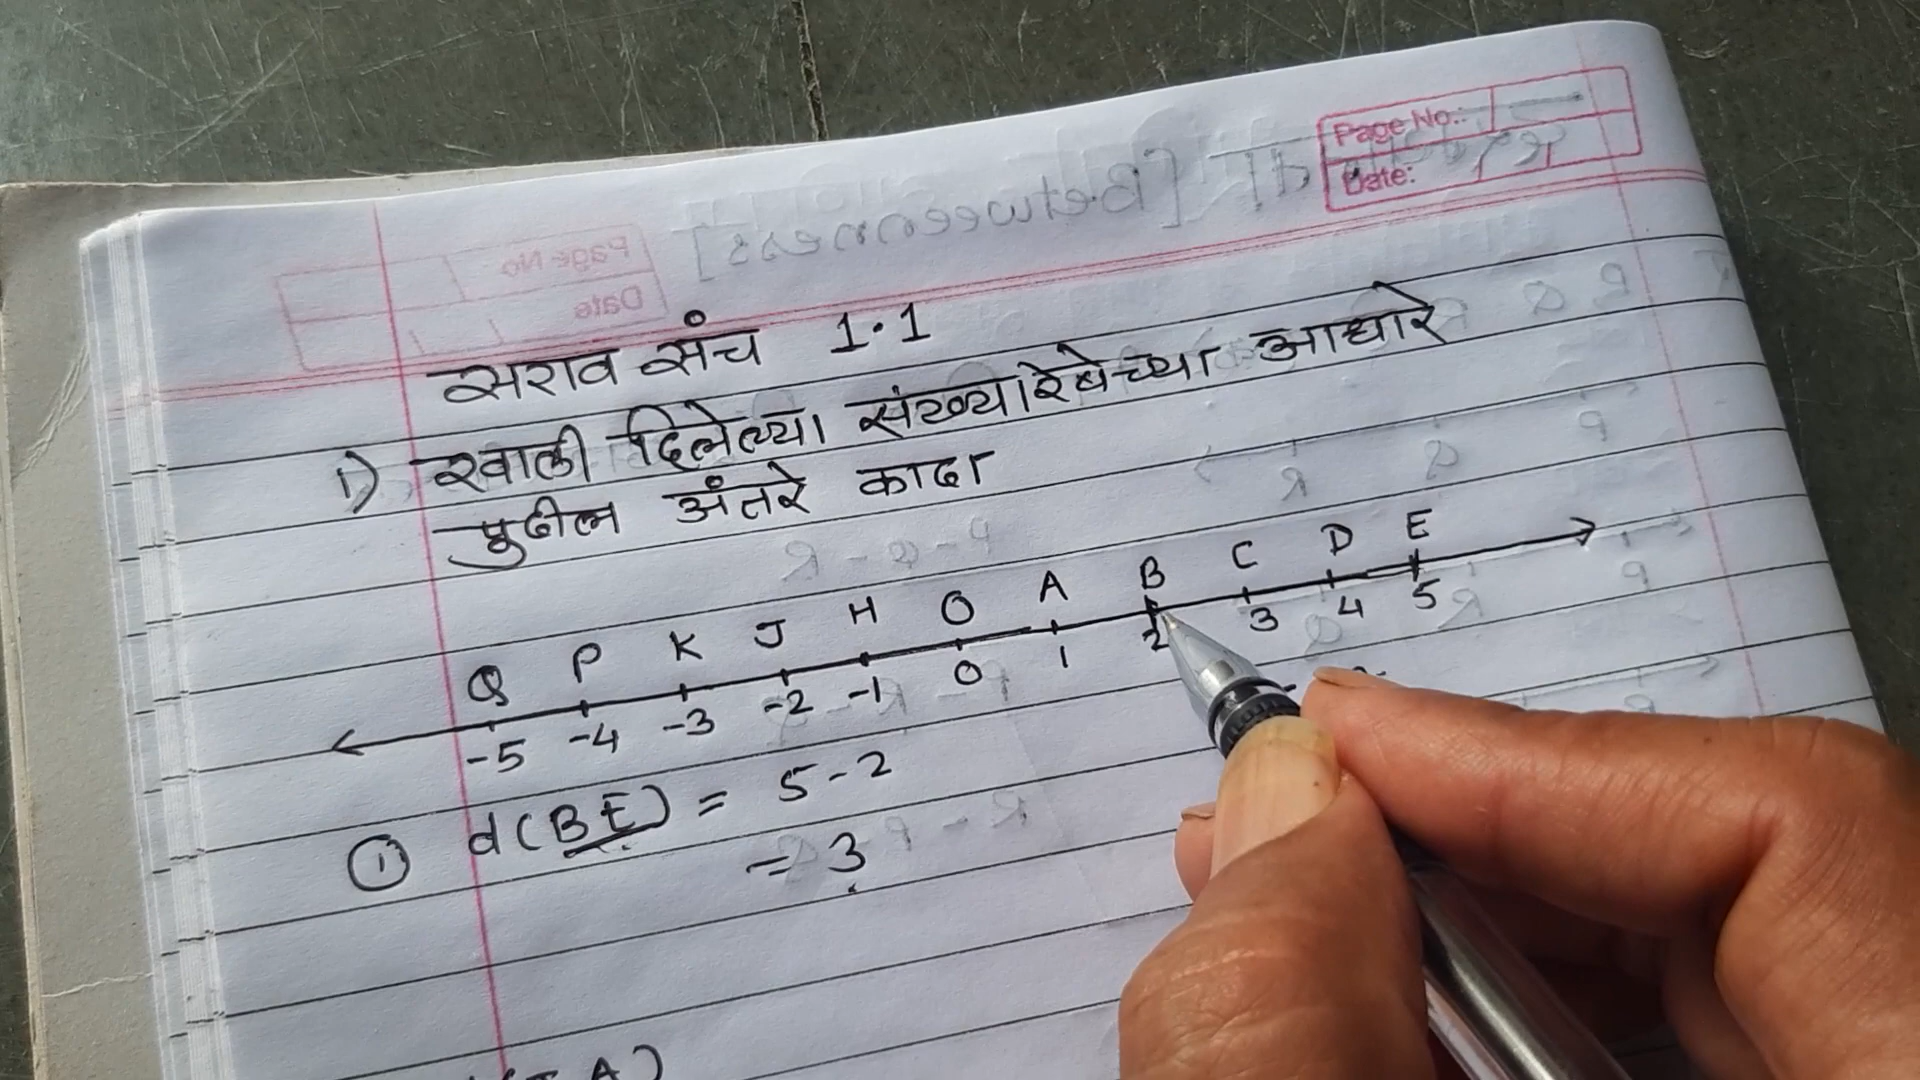 Page No.:
Date:
सराव संच 1.1
1) खाली दिलेल्या संख्यारेषेच्या आधारे
पुढील अंतरे काढा
Q P K J H O A B C D E
-5 -4 -3 -2 -1 0 1 2 3 4 5
① d(BE) = 5-2
= 3
A)